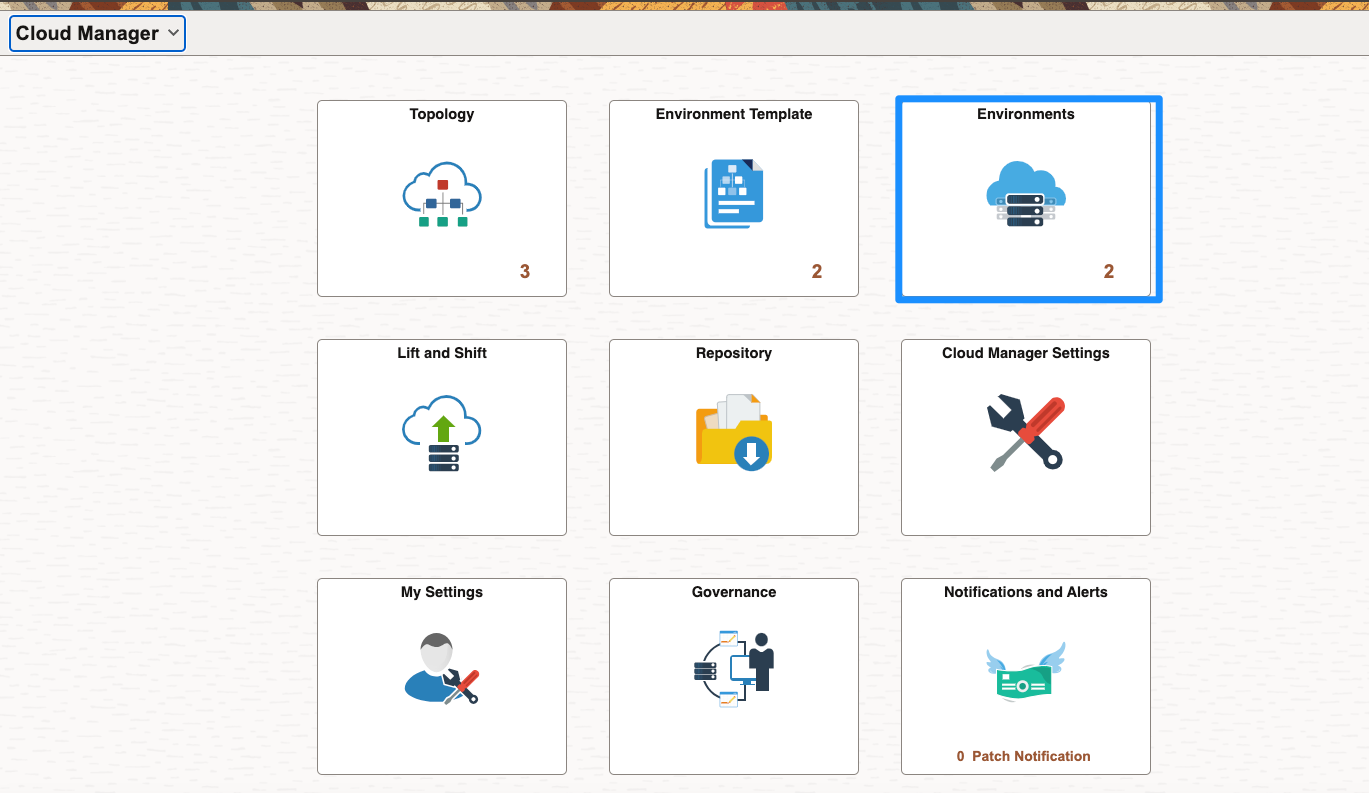 Cloud Manager
Topology
Environment Template
Environments
3
2
2
Lift and Shift
Repository
Cloud Manager Settings
My Settings
Governance
Notifications and Alerts
0 Patch Notification